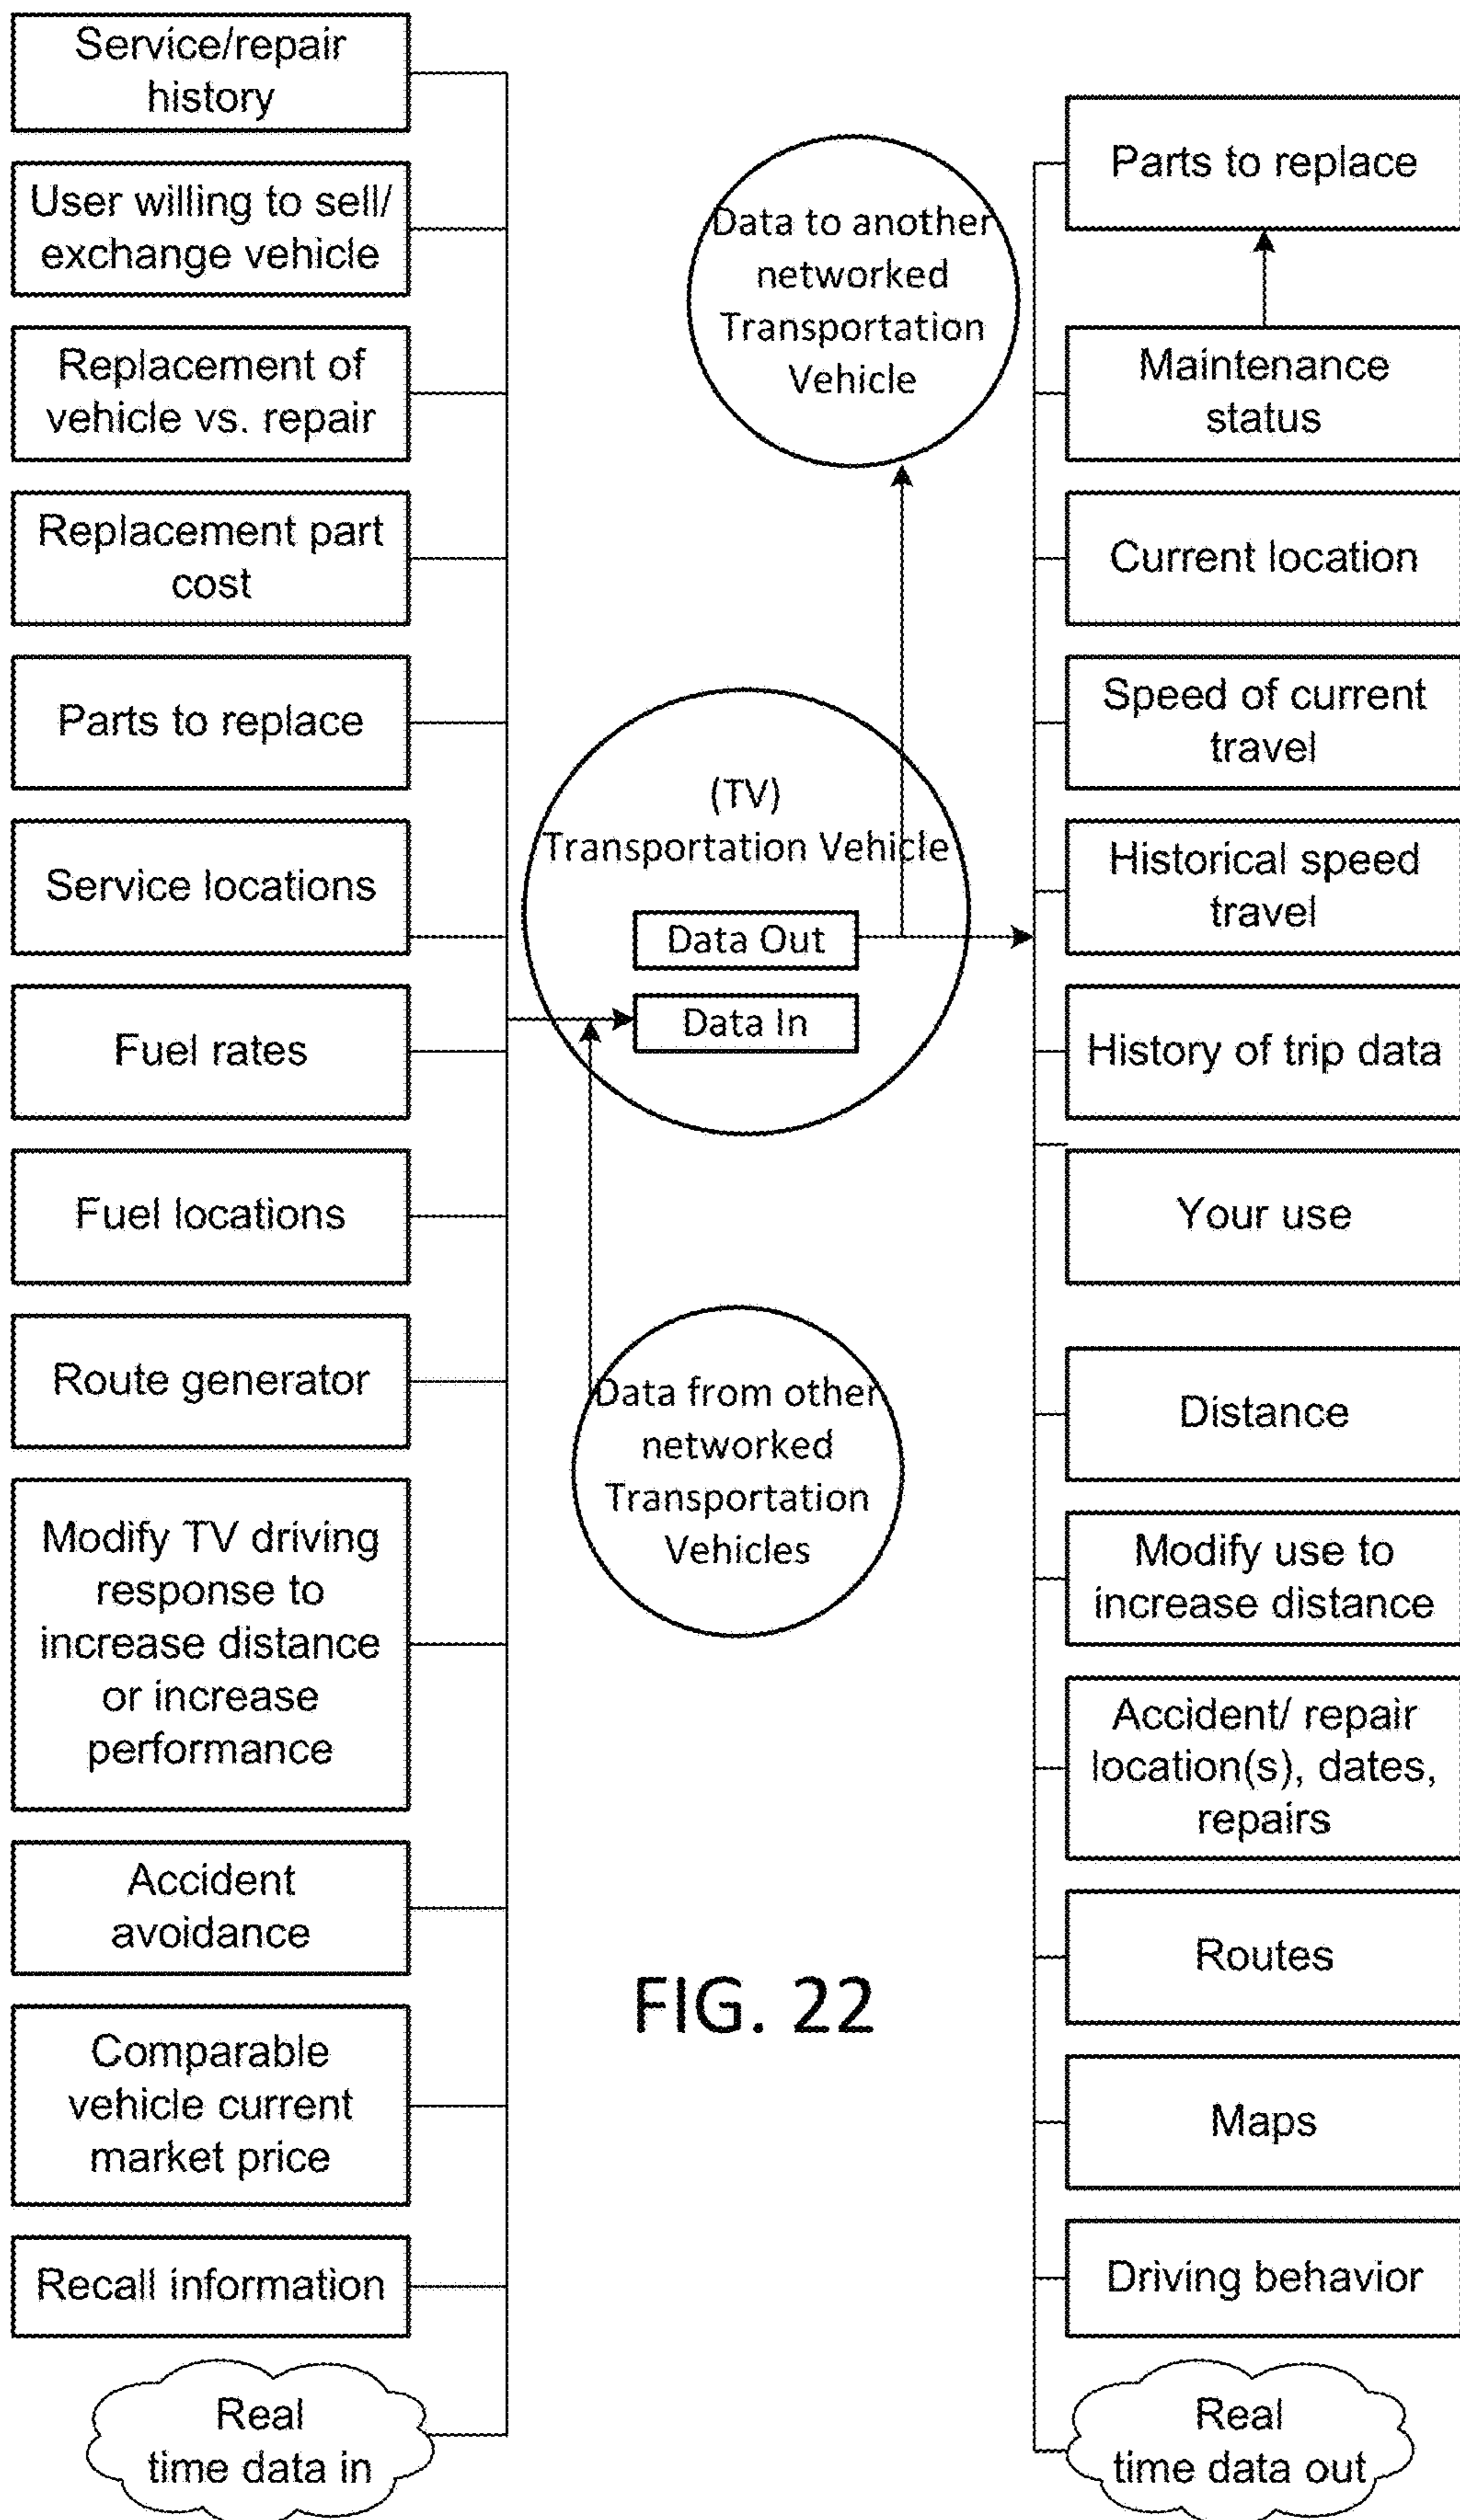 Service/repair
history
User willing to sell/
exchange vehicle
Replacement of
vehicle vs. repair
Replacement part
cost
Parts to replace
Service locations
Fuel rates
Fuel locations
Route generator
Modify TV driving
response to
increase distance
or increase
performance
Accident
avoidance
Comparable
vehicle current
market price
Recall information
Real
time data in
Data to another
networked
Transportation
Vehicle
(TV)
Transportation Vehicle
Data Out
Data In
Data from other
networked
Transportation
Vehicles
FIG. 22
Parts to replace
Maintenance
status
Current location
Speed of current
travel
Historical speed
travel
History of trip data
Your use
Distance
Modify use to
increase distance
Accident/ repair
location(s), dates,
repairs
Routes
Maps
Driving behavior
Real
time data out